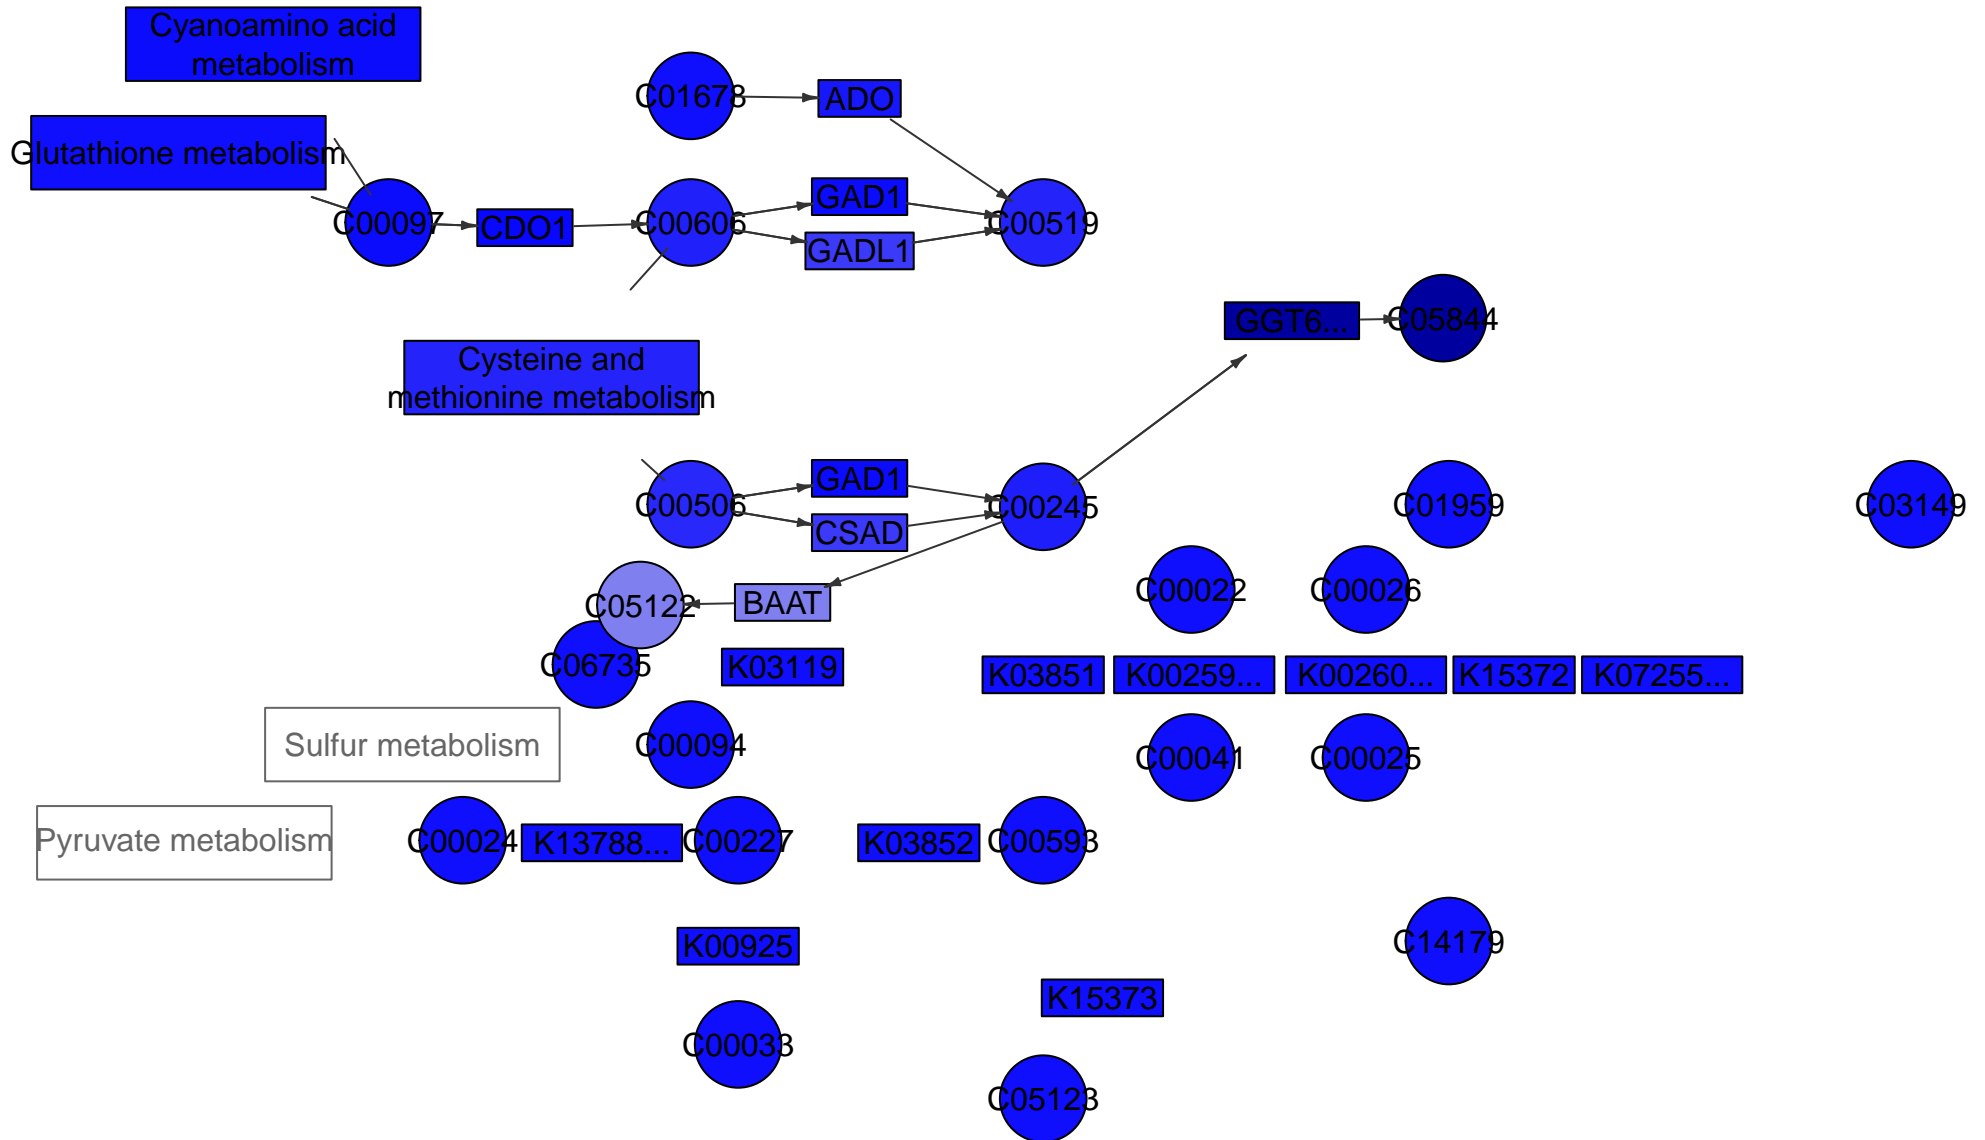 Cyanoamino acid
metabolism
C01678
ADO
Glutathione metabolism
C00097
CDO1
C00606
GAD1
GADL1
C00519
GGT6...
C05844
Cysteine and
methionine metabolism
C00506
GAD1
CSAD
C00245
C01959
C03149
C05122
BAAT
C00022
C00026
C06735
K03119
K03851
K00259...
K00260...
K15372
K07255...
Sulfur metabolism
C00094
C00041
C00025
Pyruvate metabolism
C00024
K13788...
C00227
K03852
C00593
K00925
C14179
K15373
C00033
C05123